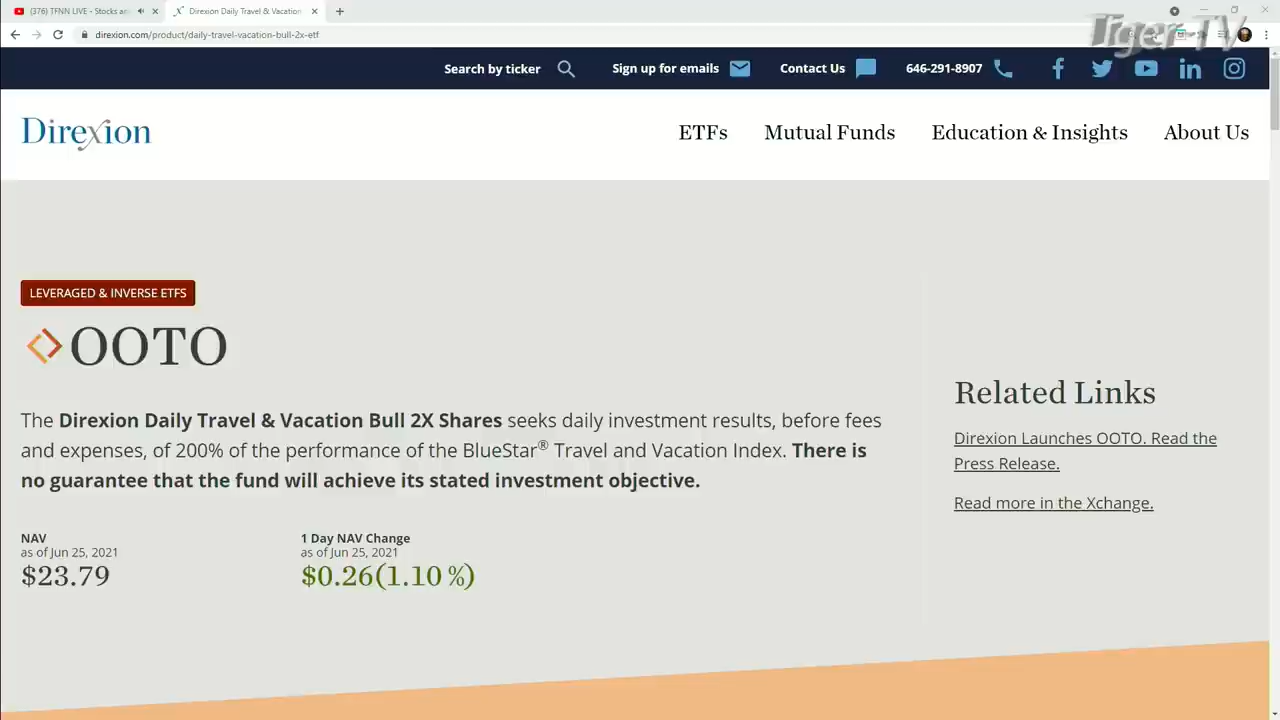 (376) TFNN LIVE - Stocks an
Direxion Daily Travel & Vacation
direxion.com/product/daily-travel-vacation-bull-2x-etf
Tiger TV
Search by ticker
Sign up for emails
Contact Us
646-291-8907
Direxion
ETFs
Mutual Funds
Education & Insights
About Us
LEVERAGED & INVERSE ETFS
OOTO
The Direxion Daily Travel & Vacation Bull 2X Shares seeks daily investment results, before fees
and expenses, of 200% of the performance of the BlueStar® Travel and Vacation Index. There is
no guarantee that the fund will achieve its stated investment objective.
NAV
as of Jun 25, 2021
$23.79
1 Day NAV Change
as of Jun 25, 2021
$0.26(1.10 %)
Related Links
Direxion Launches OOTO. Read the
Press Release.
Read more in the Xchange.